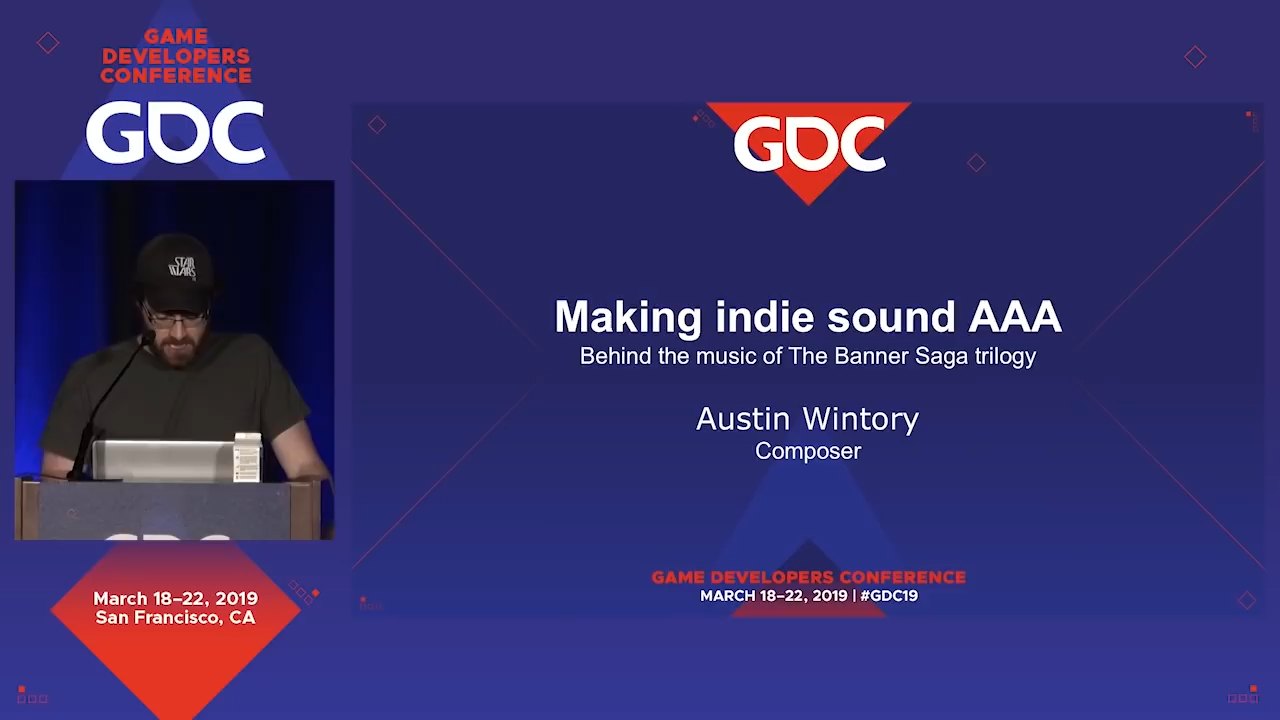 GAME
DEVELOPERS
CONFERENCE
GDC
STAR
WARS
GDC
March 18–22, 2019
San Francisco, CA
GDC
Making indie sound AAA
Behind the music of The Banner Saga trilogy
Austin Wintory
Composer
GAME DEVELOPERS CONFERENCE
MARCH 18–22, 2019 | #GDC19